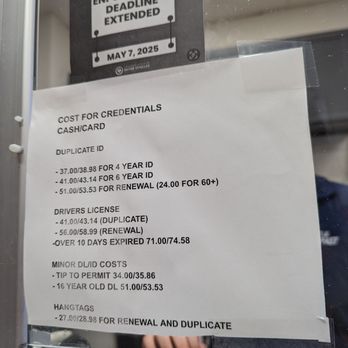 DEADLINE
EXTENDED
MAY 7, 2025
COST FOR CREDENTIALS
CASH/CARD
DUPLICATE ID
- 37.00/38.98 FOR 4 YEAR ID
- 41.00/43.14 FOR 6 YEAR ID
- 51.00/53.53 FOR RENEWAL (24.00 FOR 60+)
DRIVERS LICENSE
- 41.00/43.14 (DUPLICATE)
- 56.00/58.99 (RENEWAL)
-OVER 10 DAYS EXPIRED 71.00/74.58
MINOR DL/ID COSTS
- TIP TO PERMIT 34.00/35.86
- 16 YEAR OLD DL 51.00/53.53
HANGTAGS
- 27.00/28.98 FOR RENEWAL AND DUPLICATE